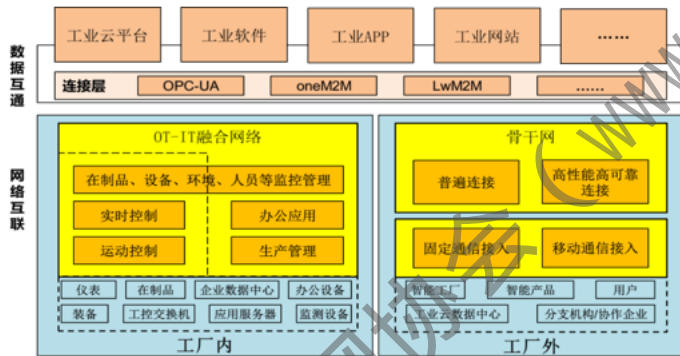 工业云平台 工业软件 工业APP 工业网站 ……
数据互通
连接层 OPC-UA oneM2M LwM2M ……
网络互联
OT-IT融合网络
在制品、设备、环境、人员等监控管理
实时控制 办公应用
运动控制 生产管理
仪表 在制品 企业数据中心 办公设备
装备 工控交换机 应用服务器 监测设备
工厂内
骨干网
普遍连接 高性能高可靠
连接
固定通信接入 移动通信接入
智能工厂 智能产品 用户
工业云数据中心 分支机构/协作企业
工厂外
协会（www